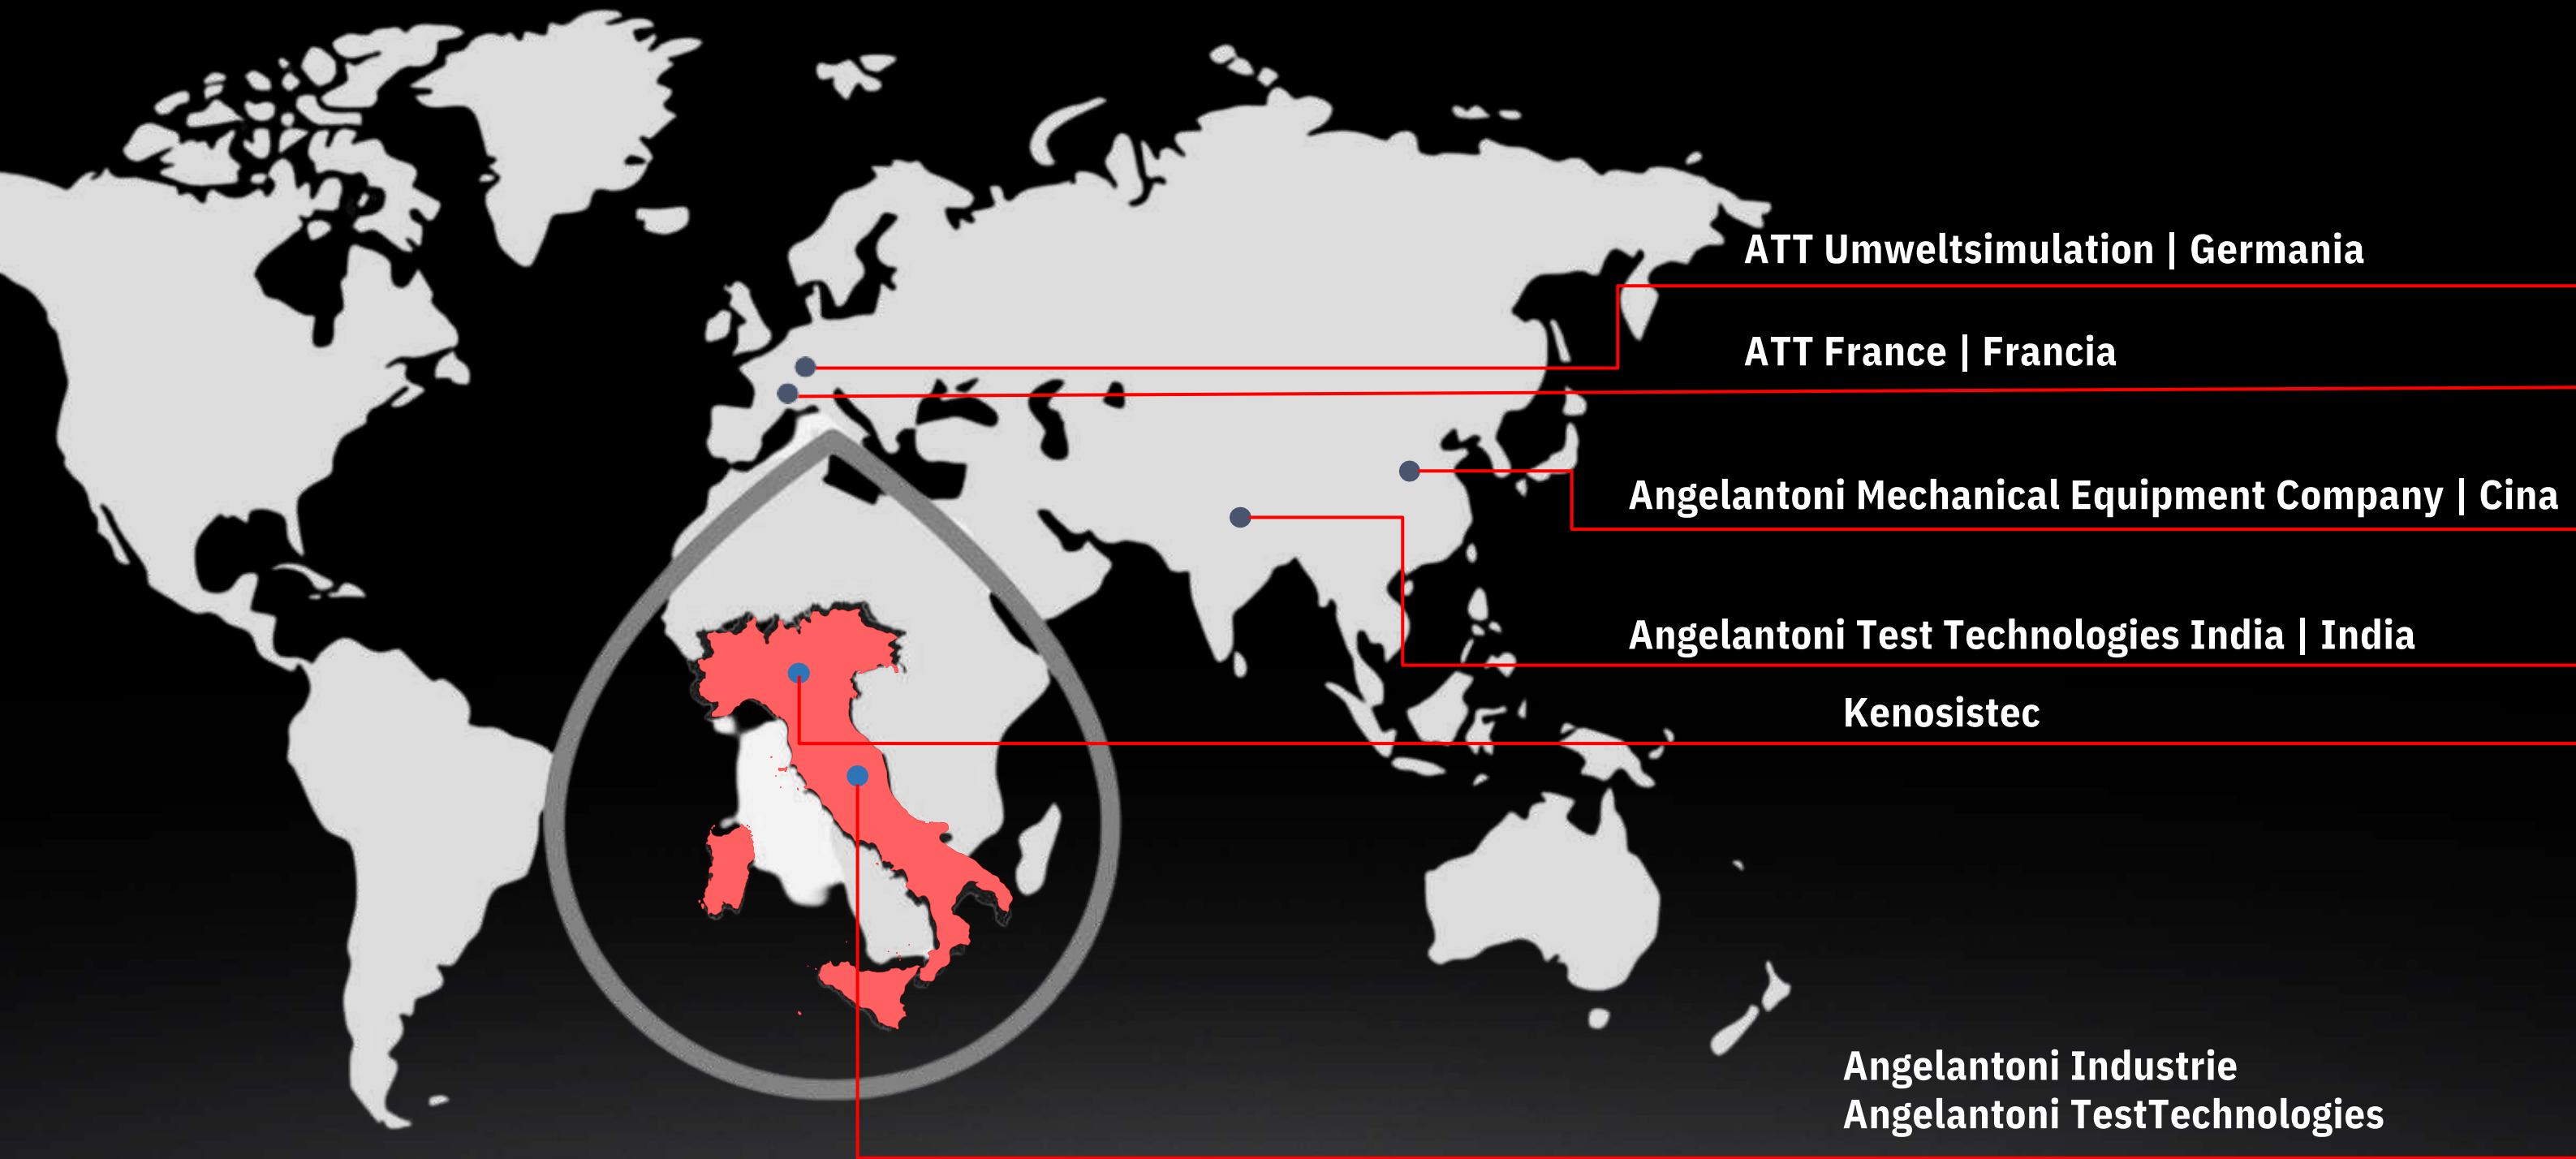 ATT Umweltsimulation | Germania
ATT France | Francia
Angelantoni Mechanical Equipment Company | Cina
Angelantoni Test Technologies India | India
Kenosistec
Angelantoni Industrie
Angelantoni TestTechnologies